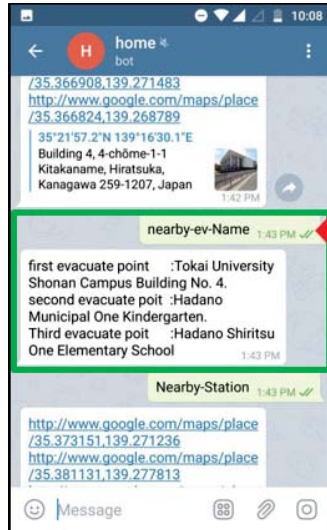 10:08
H
home
bot
/35.366908,139.271483
http://www.google.com/maps/place
/35.366824,139.268789
35°21'57.2"N 139°16'30.1"E
Building 4, 4-chōme-1-1
Kitakaname, Hiratsuka,
Kanagawa 259-1207, Japan
1:42 PM
nearby-ev-Name 1:43 PM
first evacuate point :Tokai University
Shonan Campus Building No. 4.
second evacuate poit :Hadano
Municipal One Kindergarten.
Third evacuate poit :Hadano Shiritsu
One Elementary School
1:43 PM
Nearby-Station 1:43 PM
http://www.google.com/maps/place
/35.373151,139.271236
http://www.google.com/maps/place
/35.381131,139.277813
Message